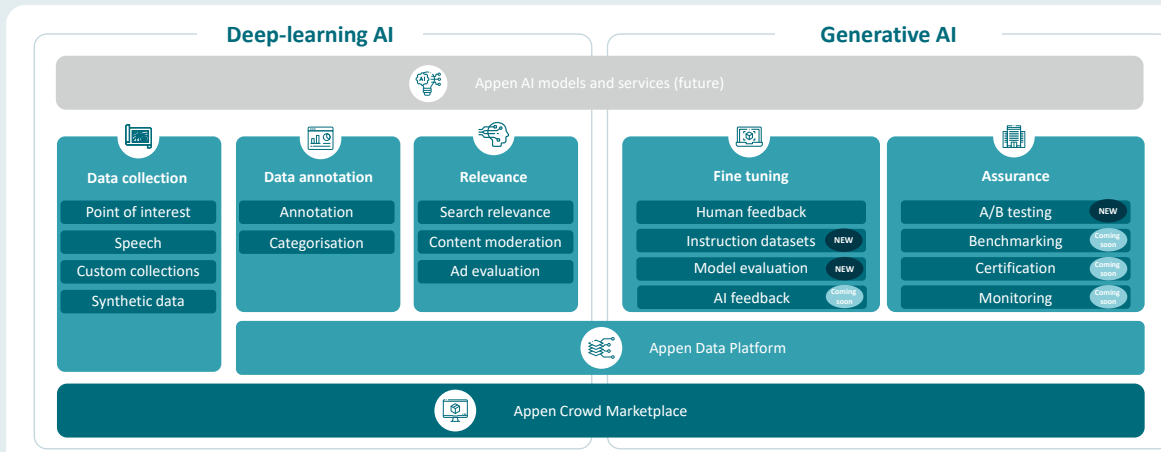 Deep-learning AI
Generative AI
AI
Appen AI models and services (future)
Data collection
Point of interest
Speech
Custom collections
Synthetic data
Data annotation
Annotation
Categorisation
Relevance
Search relevance
Content moderation
Ad evaluation
Fine tuning
Human feedback
Instruction datasets NEW
Model evaluation NEW
AI feedback Coming soon
Assurance
A/B testing NEW
Benchmarking Coming soon
Certification Coming soon
Monitoring Coming soon
Appen Data Platform
Appen Crowd Marketplace